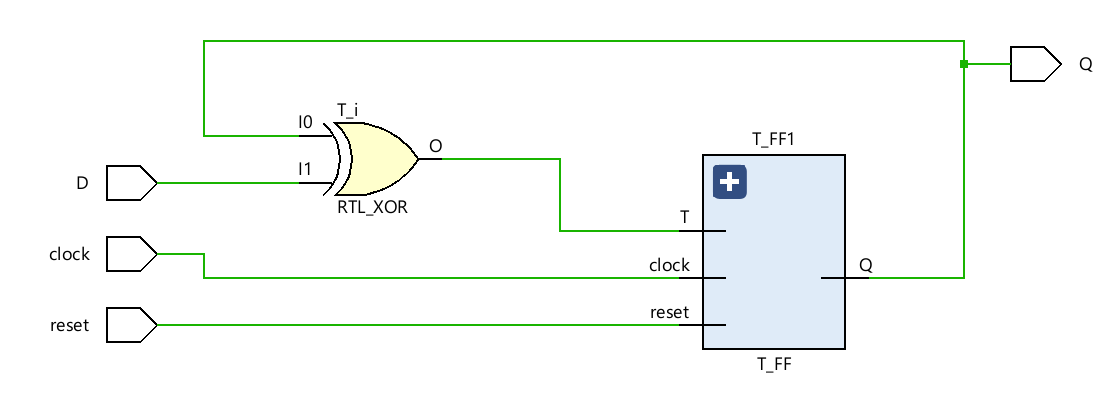 Q
T_i
I0
O
I1
T_FF1
D
RTL_XOR
T
clock
clock
Q
reset
reset
T_FF